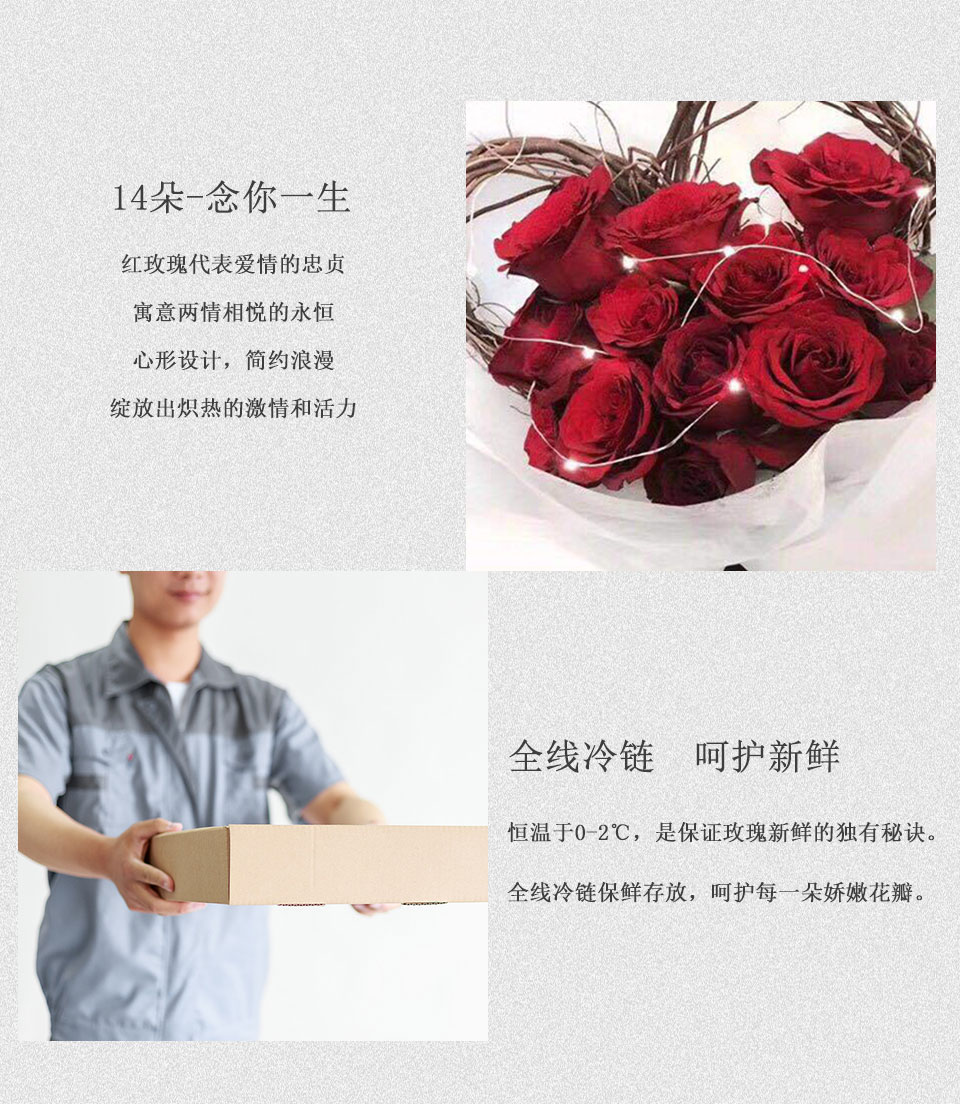 14朵-念你一生
红玫瑰代表爱情的忠贞
寓意两情相悦的永恒
心形设计，简约浪漫
绽放出炽热的激情和活力
全线冷链 呵护新鲜
恒温于0-2℃，是保证玫瑰新鲜的独有秘诀。
全线冷链保鲜存放，呵护每一朵娇嫩花瓣。